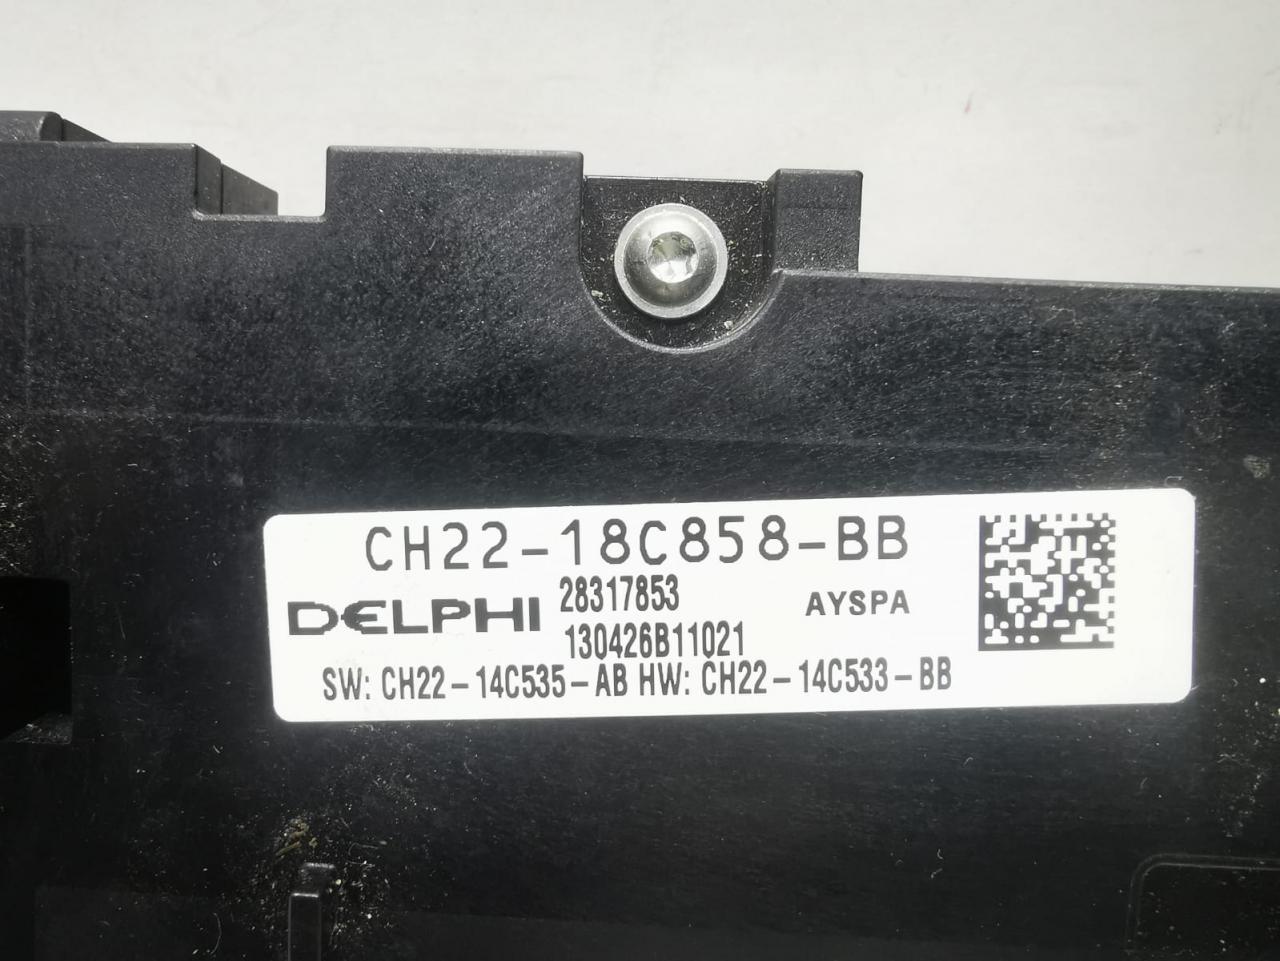 CH22-18C858-BB
DELPHI 28317853 AYSPA
130426B11021
SW: CH22-14C535-AB HW: CH22-14C533-BB